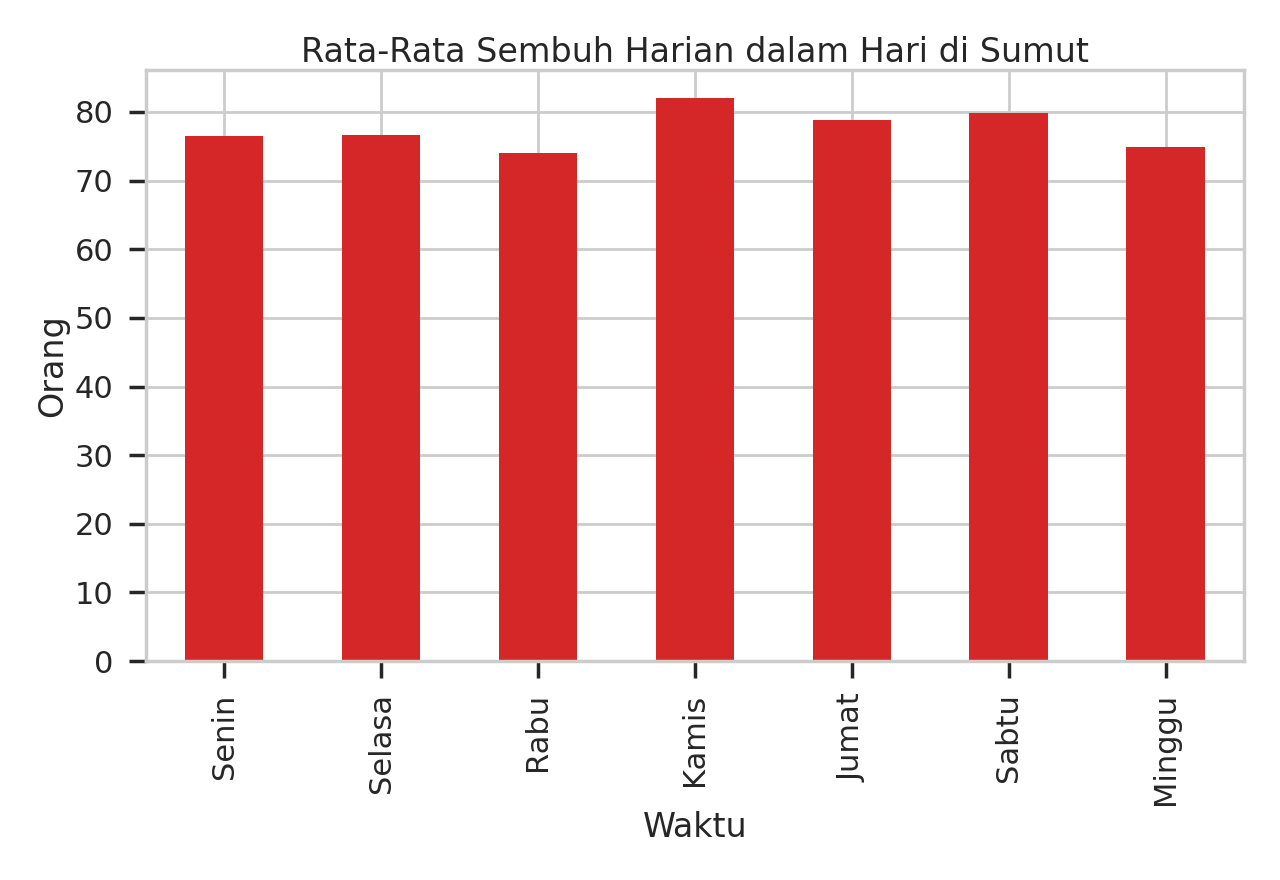 Rata-Rata Sembuh Harian dalam Hari di Sumut
Orang
80
70
60
50
40
30
20
10
0
Senin
Selasa
Rabu
Kamis
Jumat
Sabtu
Minggu
Waktu